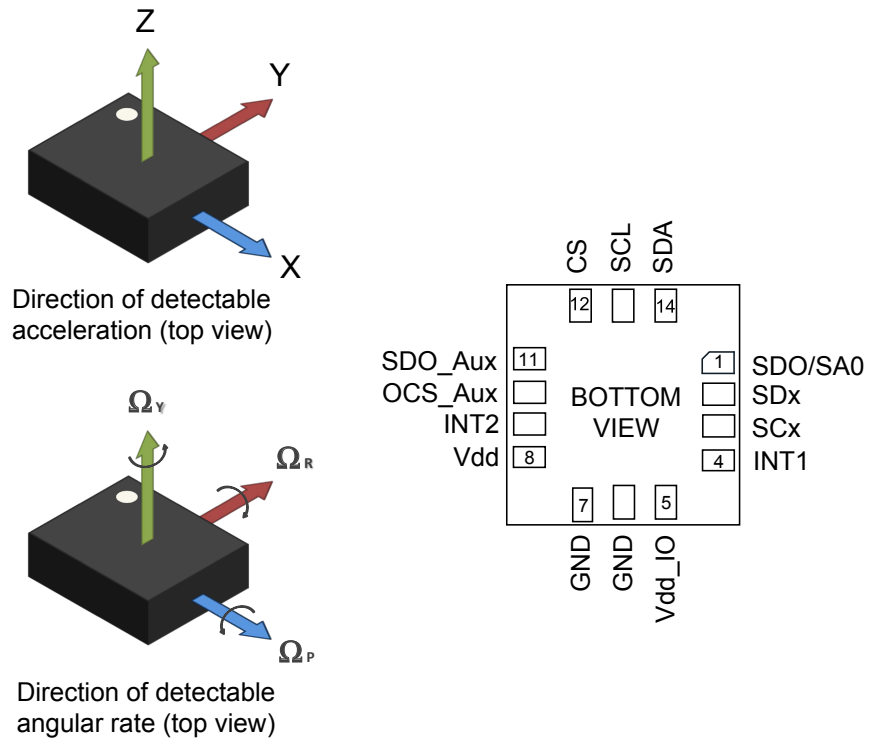 Z
Y
X
Direction of detectable
acceleration (top view)
Ω Y
Ω R
Ω P
Direction of detectable
angular rate (top view)
CS
SCL
SDA
12
14
SDO_Aux
11
1
SDO/SA0
OCS_Aux
SDx
INT2
SCx
Vdd
8
4
INT1
BOTTOM
VIEW
7
5
GND
GND
Vdd_IO